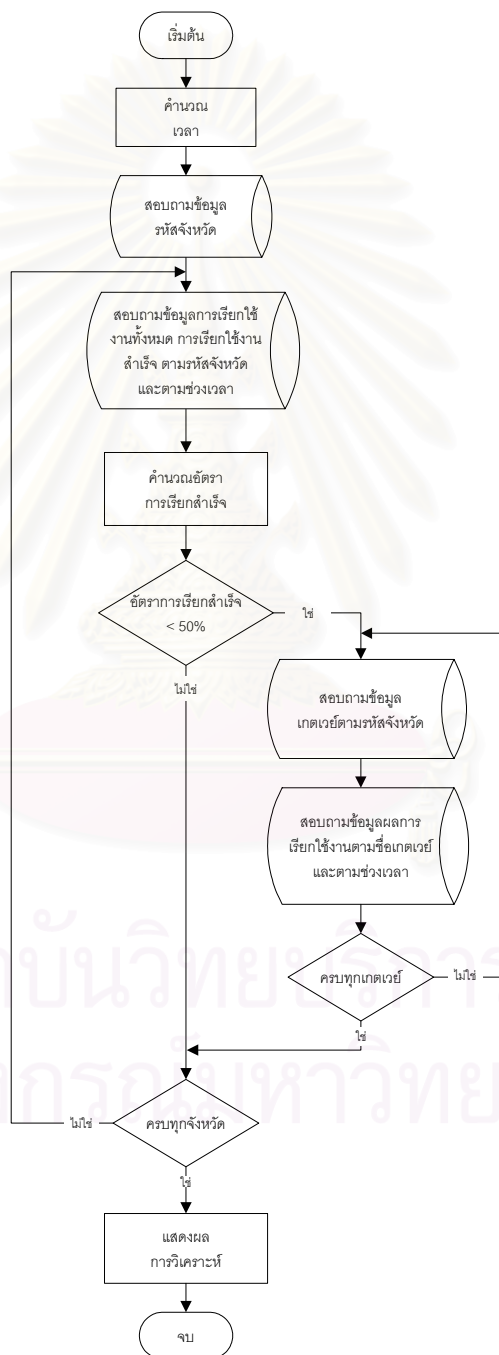 เริ่มต้น
คำนวณ
เวลา
สอบถามข้อมูล
รหัสจังหวัด
สอบถามข้อมูลการเรียกใช้
งานทั้งหมด การเรียกใช้งาน
สำเร็จ ตามรหัสจังหวัด
และตามช่วงเวลา
คำนวณอัตรา
การเรียกสำเร็จ
อัตราการเรียกสำเร็จ
< 50%
ใช่
ไม่ใช่
สอบถามข้อมูล
เกตเวย์ตามรหัสจังหวัด
สอบถามข้อมูลผลการ
เรียกใช้งานตามชื่อเกตเวย์
และตามช่วงเวลา
ครบทุกเกตเวย์
ไม่ใช่
ใช่
ครบทุกจังหวัด
ไม่ใช่
ใช่
แสดงผล
การวิเคราะห์
จบ